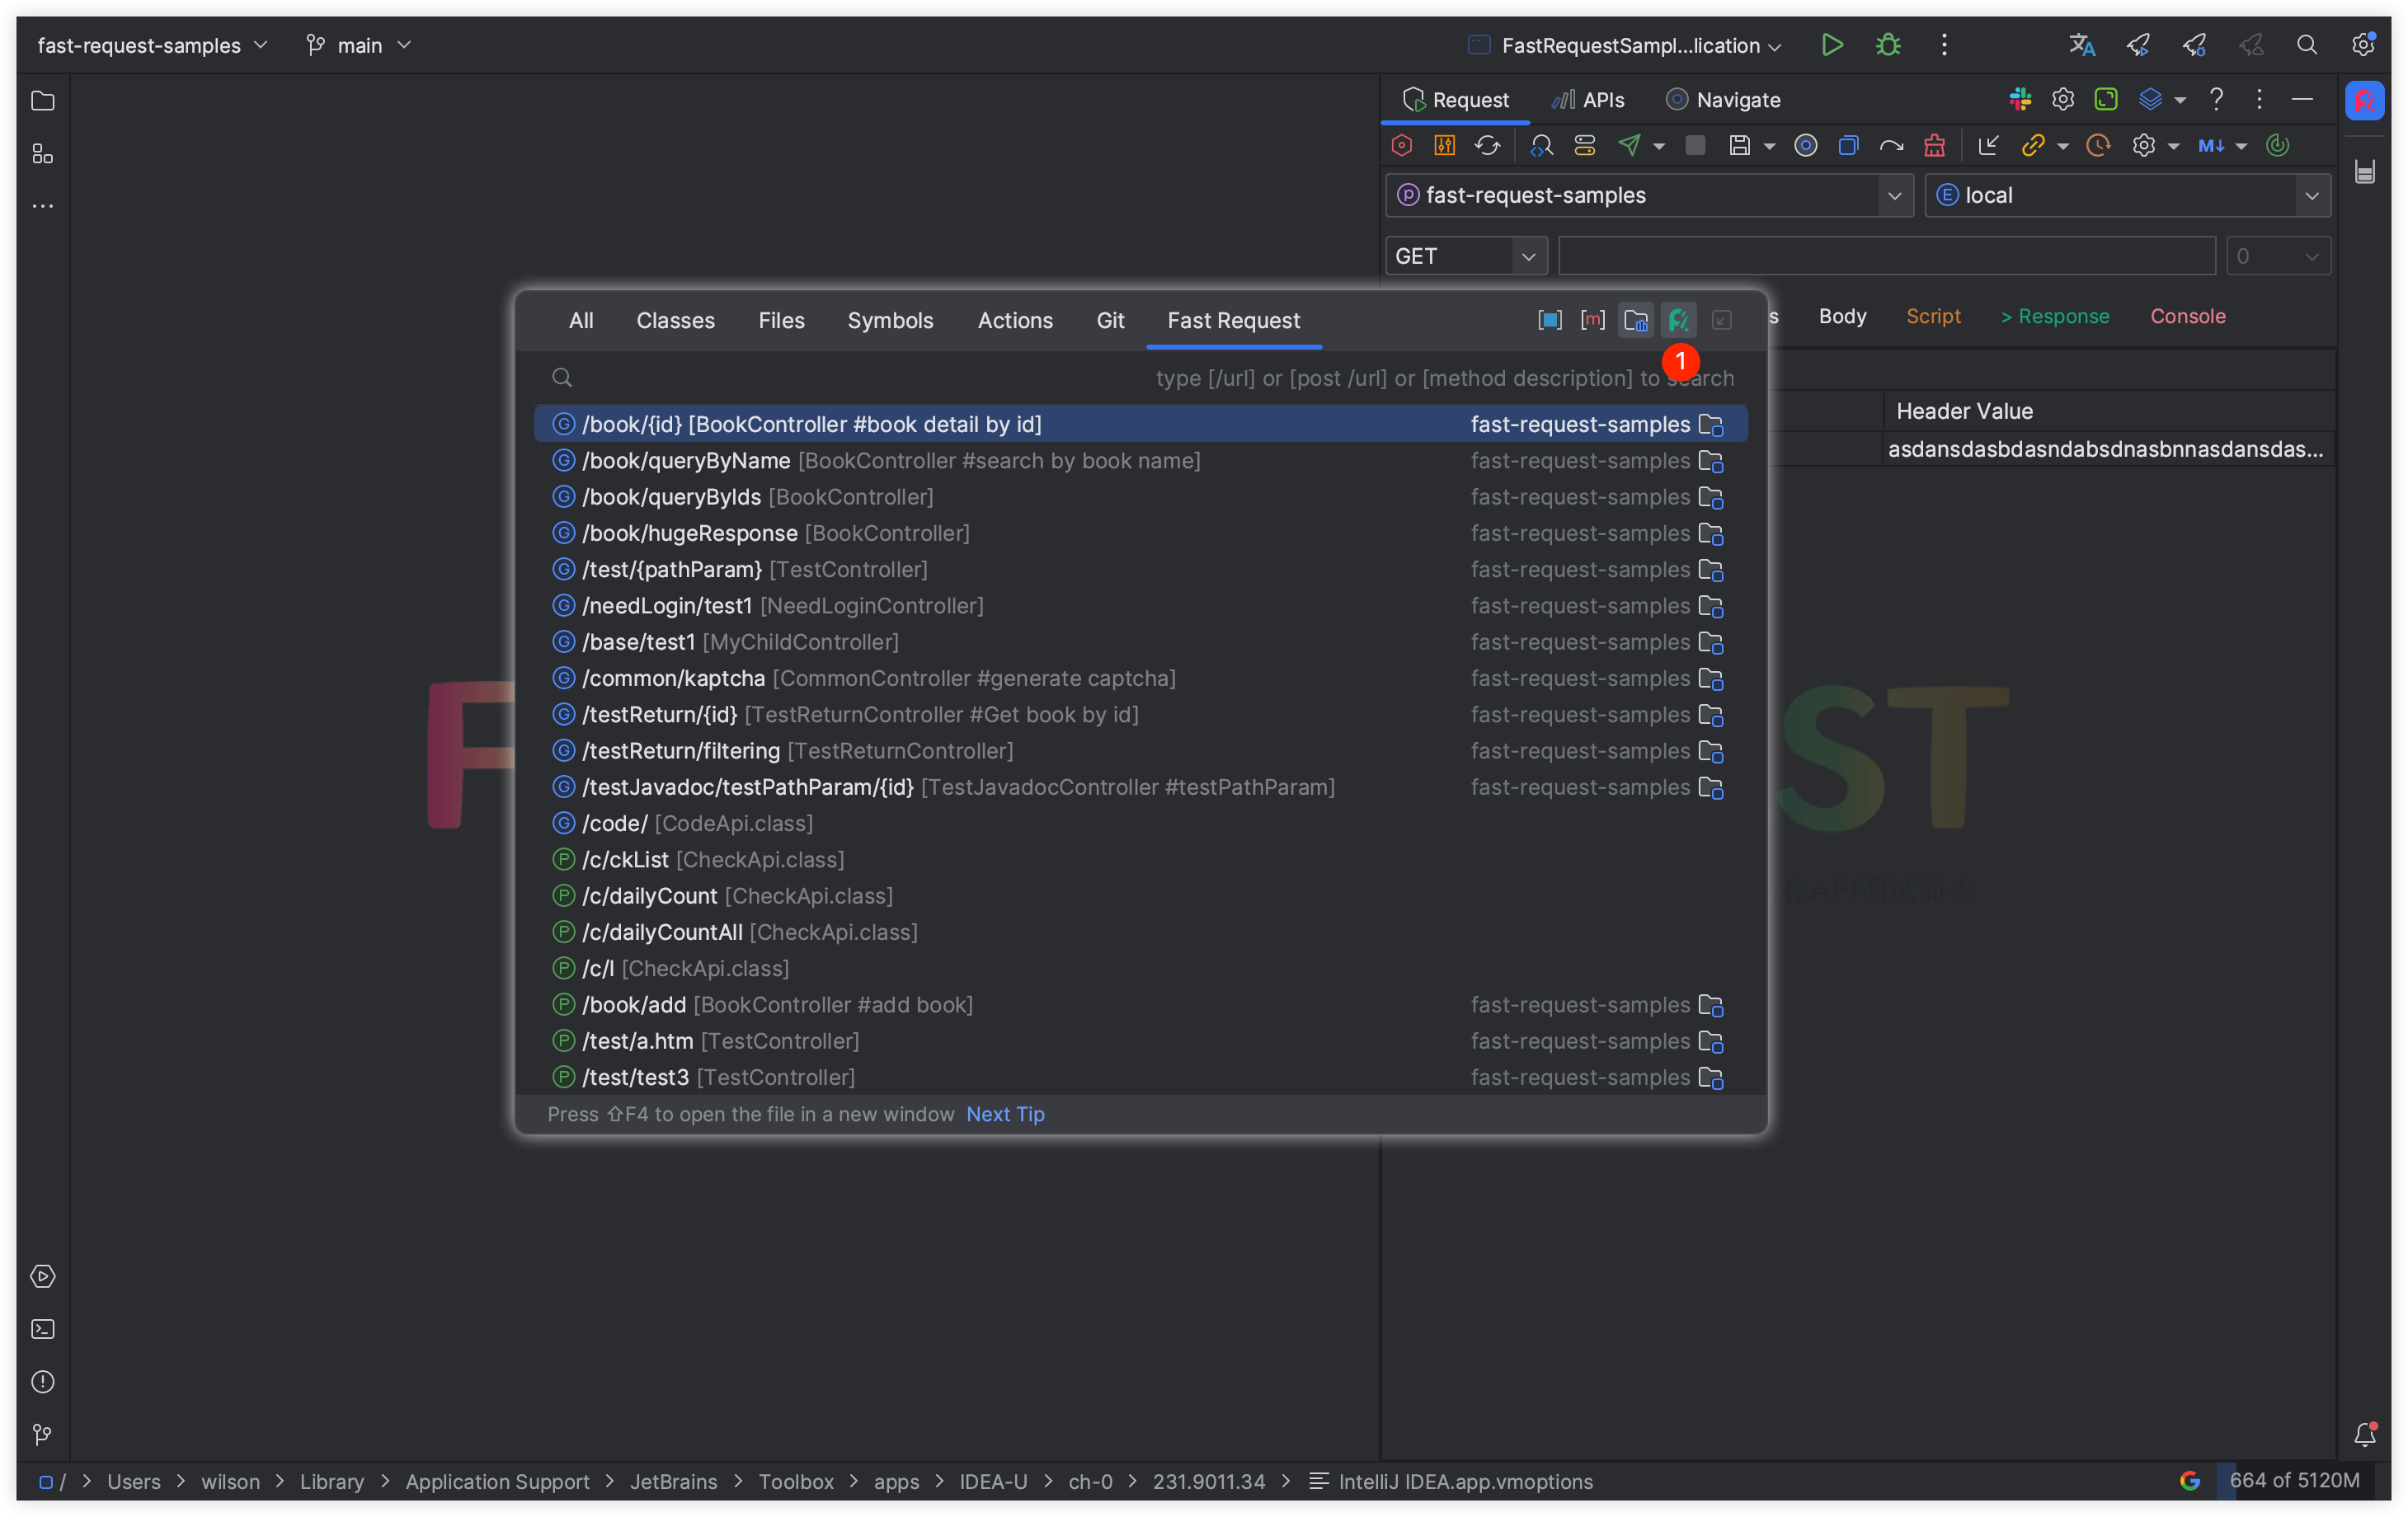 fast-request-samples
main
FastRequestSampl...lication
Request
APIs
Navigate
M↓
fast-request-samples
local
GET
0
s
Body
Script
> Response
Console
Header Value
asdansdasbdasndabsdnasbnnasdansdas...
All
Classes
Files
Symbols
Actions
Git
Fast Request
1
type [/url] or [post /url] or [method description] to search
/book/{id} [BookController #book detail by id] fast-request-samples
/book/queryByName [BookController #search by book name] fast-request-samples
/book/queryByIds [BookController] fast-request-samples
/book/hugeResponse [BookController] fast-request-samples
/test/{pathParam} [TestController] fast-request-samples
/needLogin/test1 [NeedLoginController] fast-request-samples
/base/test1 [MyChildController] fast-request-samples
/common/kaptcha [CommonController #generate captcha] fast-request-samples
/testReturn/{id} [TestReturnController #Get book by id] fast-request-samples
/testReturn/filtering [TestReturnController] fast-request-samples
/testJavadoc/testPathParam/{id} [TestJavadocController #testPathParam] fast-request-samples
/code/ [CodeApi.class]
/c/ckList [CheckApi.class]
/c/dailyCount [CheckApi.class]
/c/dailyCountAll [CheckApi.class]
/c/l [CheckApi.class]
/book/add [BookController #add book] fast-request-samples
/test/a.htm [TestController] fast-request-samples
/test/test3 [TestController] fast-request-samples
Press ⇧F4 to open the file in a new window Next Tip
F
ST
API调试而生
/ > Users > wilson > Library > Application Support > JetBrains > Toolbox > apps > IDEA-U > ch-0 > 231.9011.34 > IntelliJ IDEA.app.vmoptions
664 of 5120M